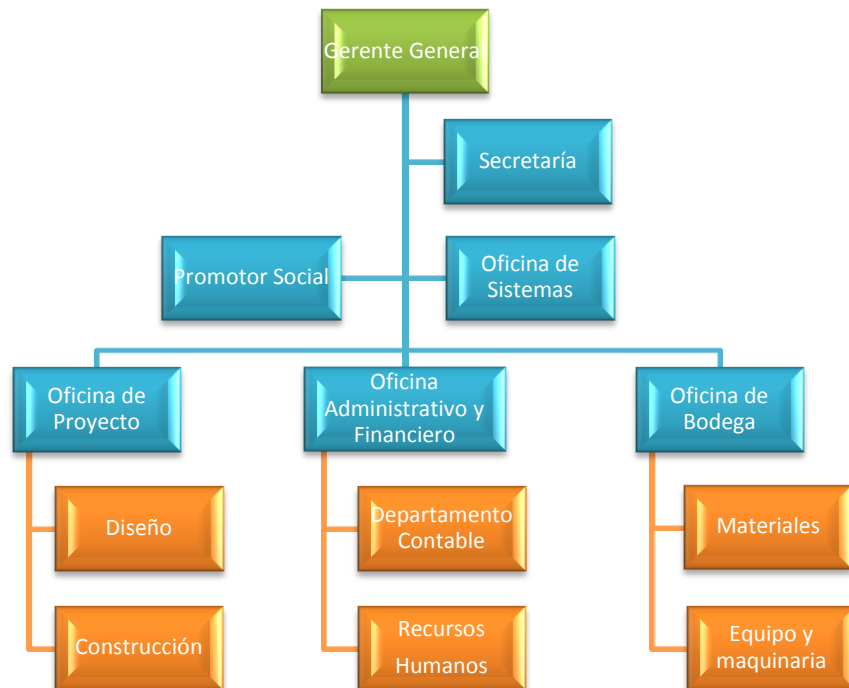 Gerente General
Secretaría
Promotor Social
Oficina de
Sistemas
Oficina de
Proyecto
Oficina
Administrativo y
Financiero
Oficina de
Bodega
Diseño
Departamento
Contable
Materiales
Construcción
Recursos
Humanos
Equipo y
maquinaria